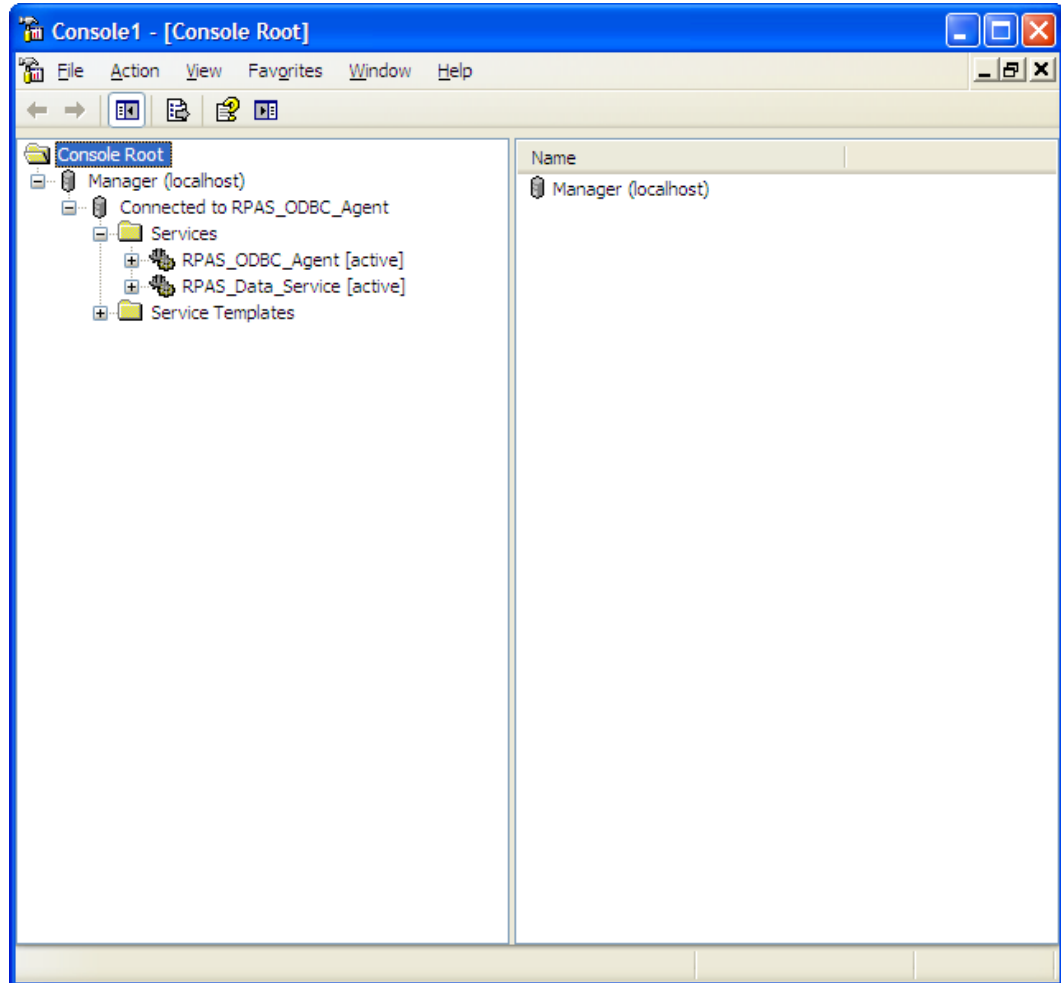 Console1 - [Console Root]
File Action View Favorites Window Help
Console Root
Manager (localhost)
Connected to RPAS_ODBC_Agent
Services
RPAS_ODBC_Agent [active]
RPAS_Data_Service [active]
Service Templates
Name
Manager (localhost)